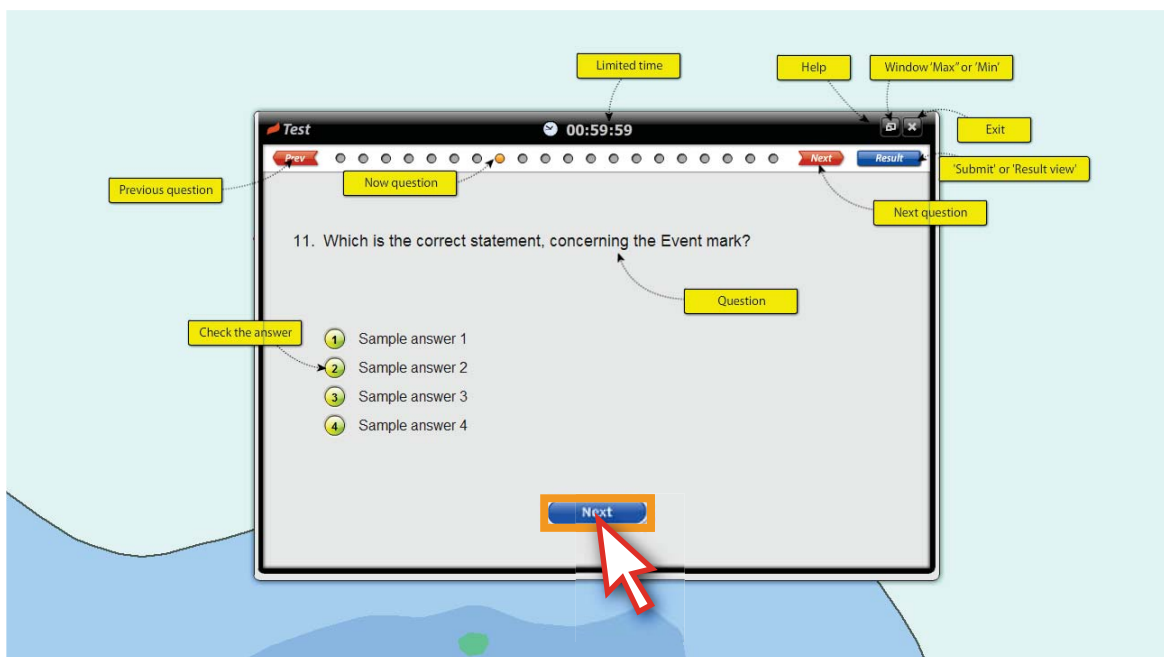 Limited time
Help
Window 'Max" or 'Min'
Test
00:59:59
Exit
Prev
Next
Result
'Submit' or 'Result view'
Previous question
Now question
Next question
11. Which is the correct statement, concerning the Event mark?
Question
Check the answer
1 Sample answer 1
2 Sample answer 2
3 Sample answer 3
4 Sample answer 4
Next